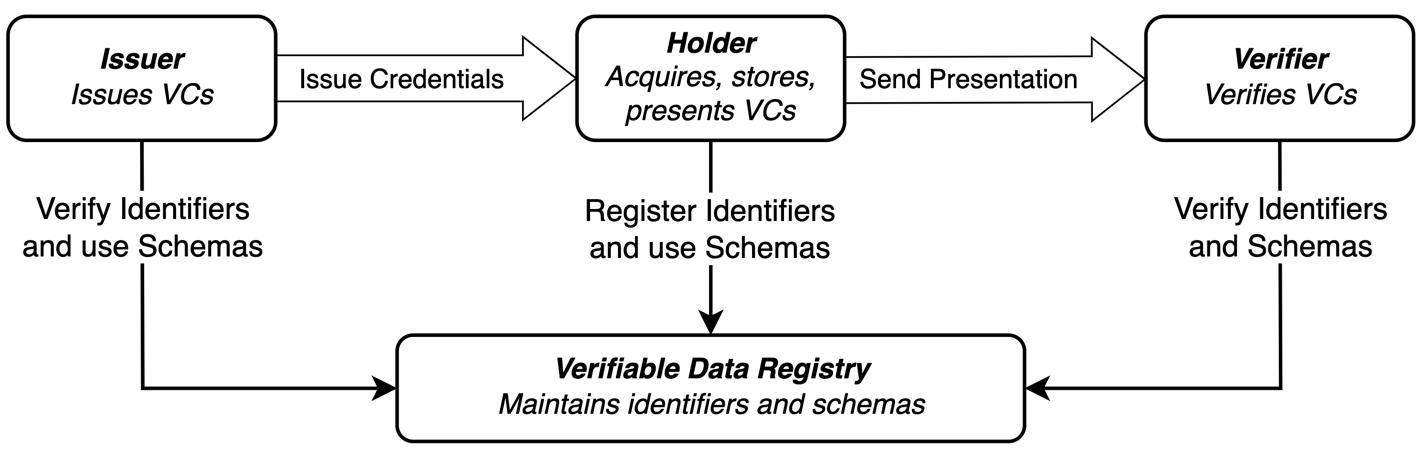 Issuer
Issues VCs
Issue Credentials
Holder
Acquires, stores,
presents VCs
Send Presentation
Verifier
Verifies VCs
Verify Identifiers
and use Schemas
Register Identifiers
and use Schemas
Verify Identifiers
and Schemas
Verifiable Data Registry
Maintains identifiers and schemas